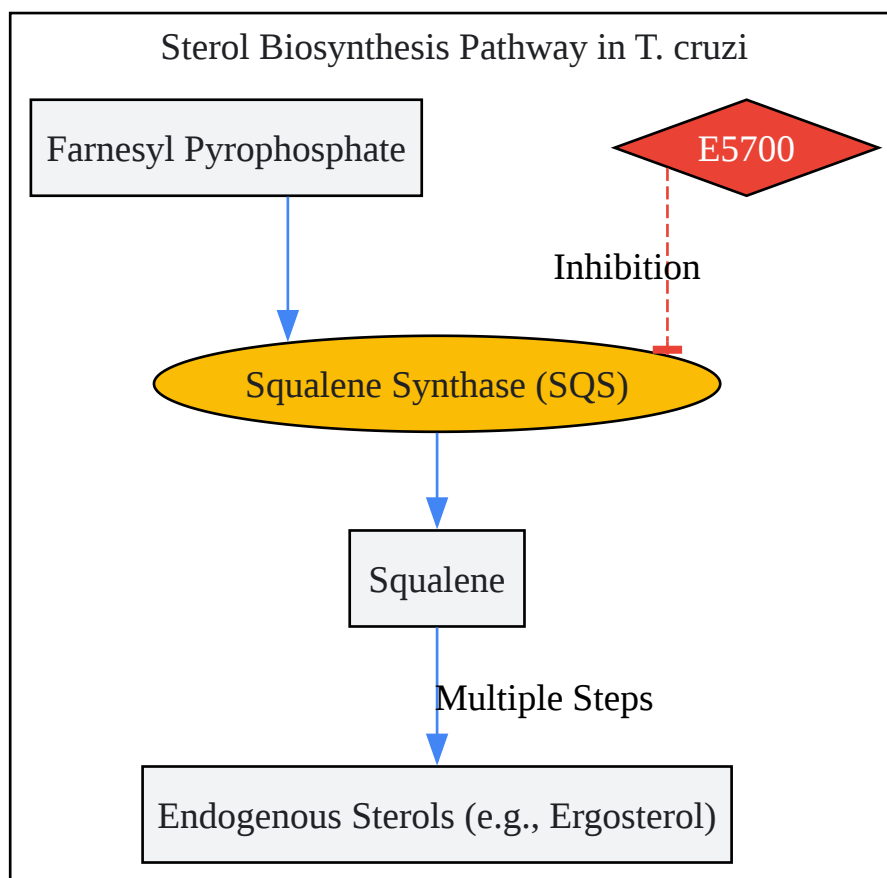 Sterol Biosynthesis Pathway in T. cruzi
Farnesyl Pyrophosphate
E5700
Inhibition
Squalene Synthase (SQS)
Squalene
Multiple Steps
Endogenous Sterols (e.g., Ergosterol)